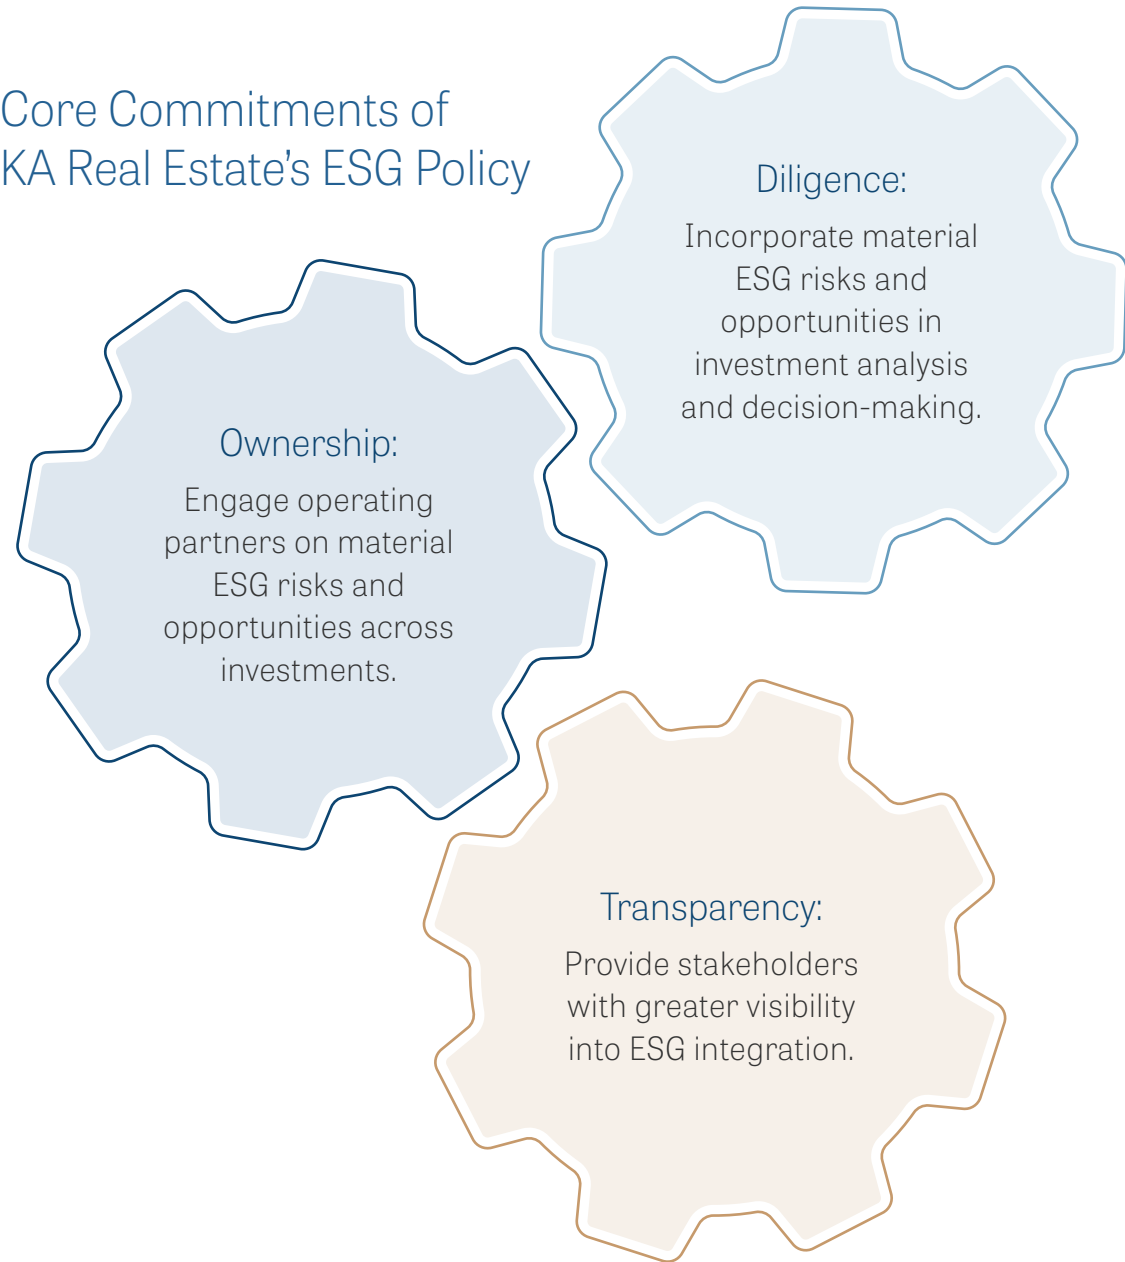 Core Commitments of
KA Real Estate's ESG Policy
Diligence:
Incorporate material
ESG risks and
opportunities in
investment analysis
and decision-making.
Ownership:
Engage operating
partners on material
ESG risks and
opportunities across
investments.
Transparency:
Provide stakeholders
with greater visibility
into ESG integration.